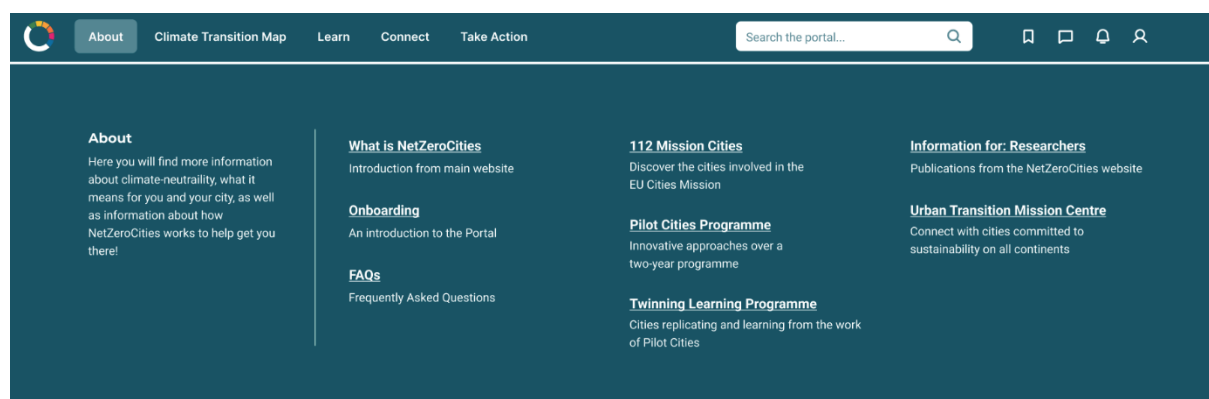 About
Climate Transition Map
Learn
Connect
Take Action
Search the portal...
About
Here you will find more information
about climate-neutraility, what it
means for you and your city, as well
as information about how
NetZeroCities works to help get you
there!
What is NetZeroCities
Introduction from main website
Onboarding
An introduction to the Portal
FAQs
Frequently Asked Questions
112 Mission Cities
Discover the cities involved in the
EU Cities Mission
Pilot Cities Programme
Innovative approaches over a
two-year programme
Twinning Learning Programme
Cities replicating and learning from the work
of Pilot Cities
Information for: Researchers
Publications from the NetZeroCities website
Urban Transition Mission Centre
Connect with cities committed to
sustainability on all continents